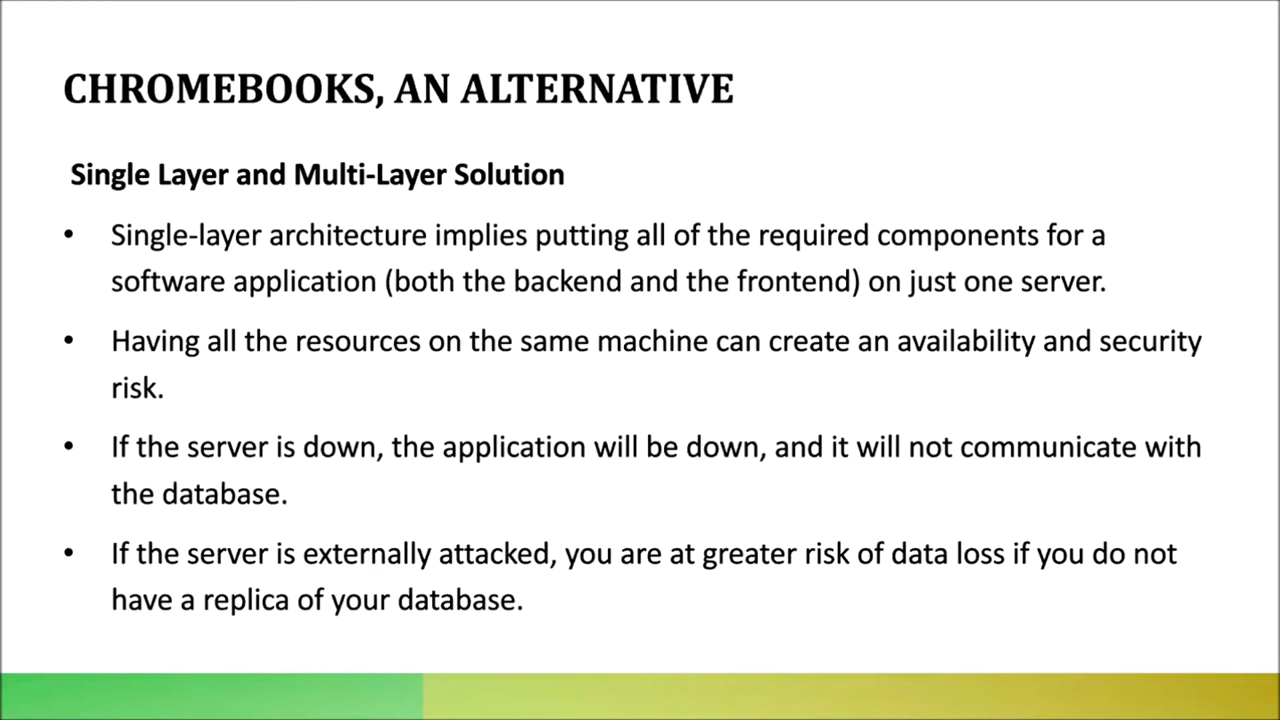 CHROMEBOOKS, AN ALTERNATIVE
Single Layer and Multi-Layer Solution
• Single-layer architecture implies putting all of the required components for a
software application (both the backend and the frontend) on just one server.
• Having all the resources on the same machine can create an availability and security
risk.
• If the server is down, the application will be down, and it will not communicate with
the database.
• If the server is externally attacked, you are at greater risk of data loss if you do not
have a replica of your database.